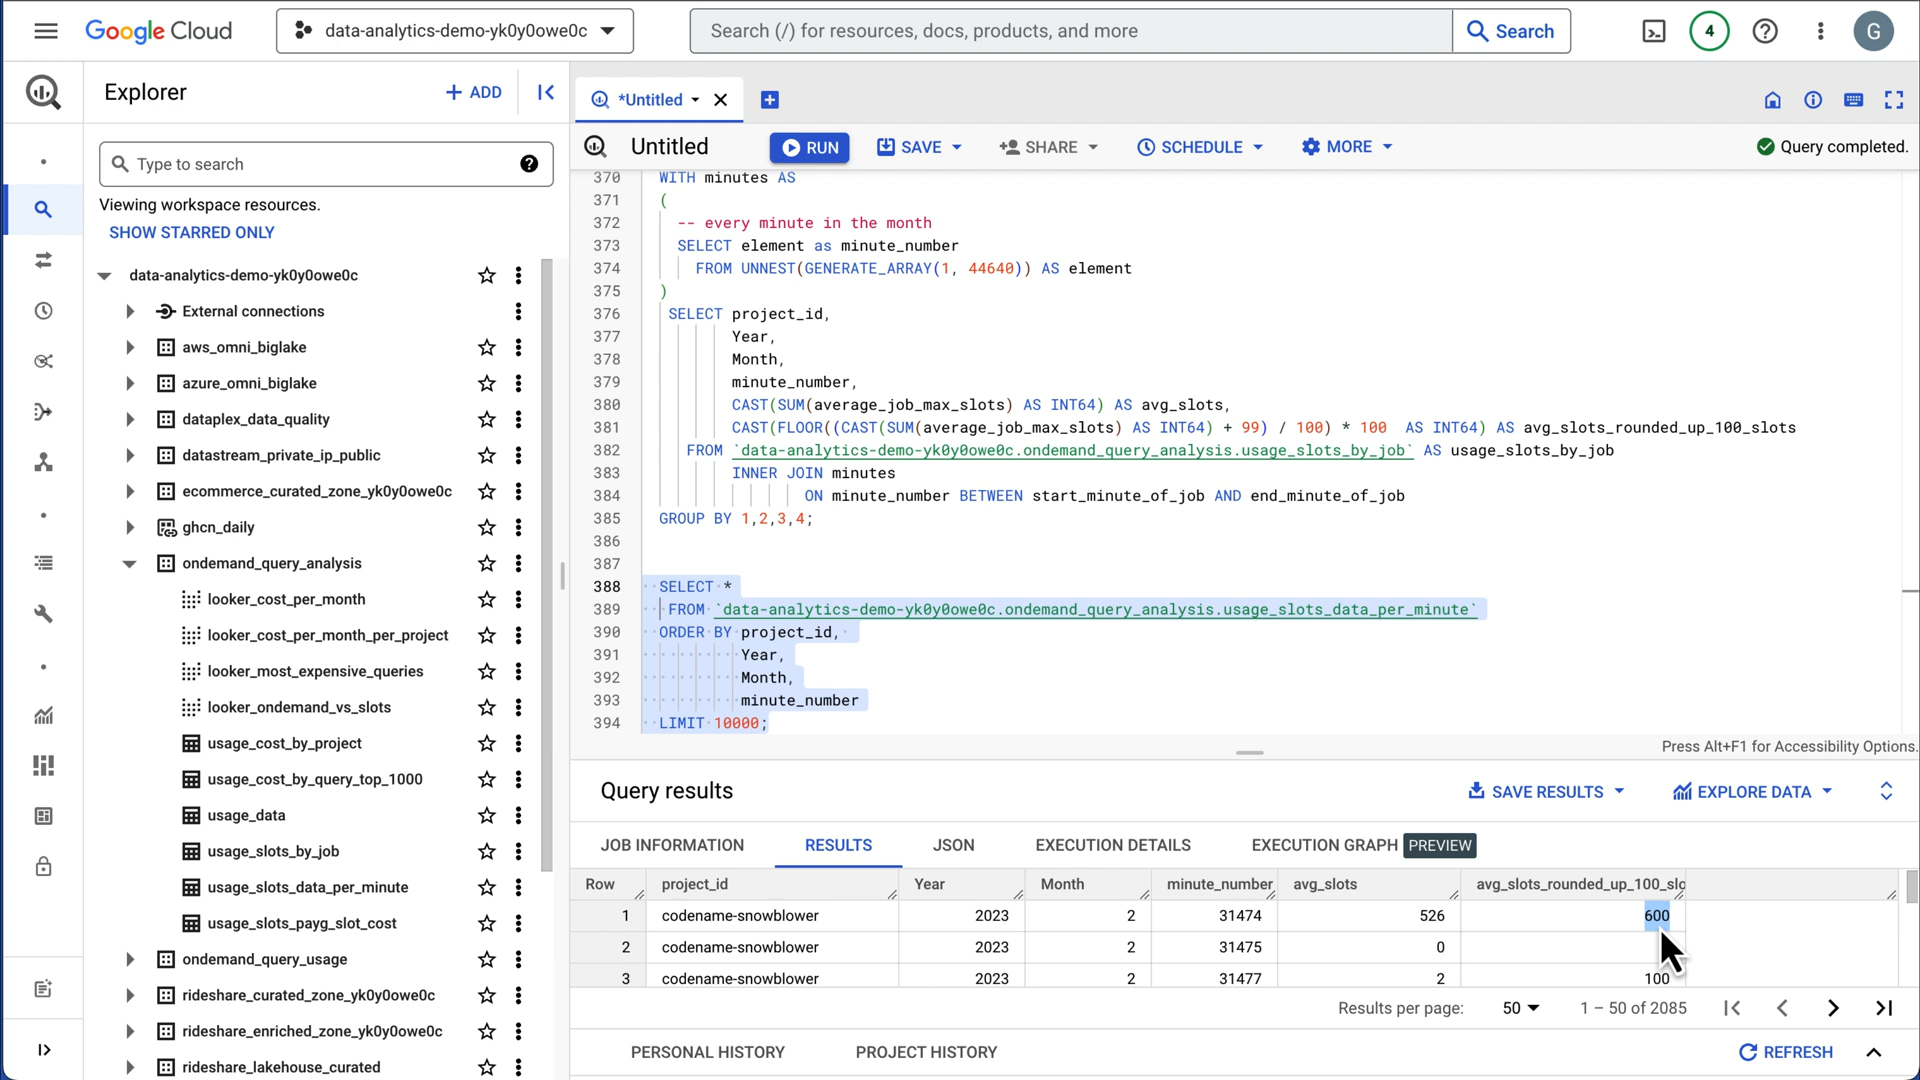 Google Cloud
data-analytics-demo-yk0y0owe0c
Search (/) for resources, docs, products, and more
Search
4
G
Explorer
+ ADD
*Untitled
Untitled
RUN
SAVE
SHARE
SCHEDULE
MORE
Query completed.
Type to search
Viewing workspace resources.
SHOW STARRED ONLY
data-analytics-demo-yk0y0owe0c
External connections
aws_omni_biglake
azure_omni_biglake
dataplex_data_quality
datastream_private_ip_public
ecommerce_curated_zone_yk0y0owe0c
ghcn_daily
ondemand_query_analysis
looker_cost_per_month
looker_cost_per_month_per_project
looker_most_expensive_queries
looker_ondemand_vs_slots
usage_cost_by_project
usage_cost_by_query_top_1000
usage_data
usage_slots_by_job
usage_slots_data_per_minute
usage_slots_payg_slot_cost
ondemand_query_usage
rideshare_curated_zone_yk0y0owe0c
rideshare_enriched_zone_yk0y0owe0c
rideshare_lakehouse_curated
370 WITH minutes AS
371 (
372 -- every minute in the month
373 SELECT element as minute_number
374 FROM UNNEST(GENERATE_ARRAY(1, 44640)) AS element
375 )
376 SELECT project_id,
377 Year,
378 Month,
379 minute_number,
380 CAST(SUM(average_job_max_slots) AS INT64) AS avg_slots,
381 CAST(FLOOR((CAST(SUM(average_job_max_slots) AS INT64) + 99) / 100) * 100 AS INT64) AS avg_slots_rounded_up_100_slots
382 FROM `data-analytics-demo-yk0y0owe0c.ondemand_query_analysis.usage_slots_by_job` AS usage_slots_by_job
383 INNER JOIN minutes
384 ON minute_number BETWEEN start_minute_of_job AND end_minute_of_job
385 GROUP BY 1,2,3,4;
386
387
388 SELECT *
389 FROM `data-analytics-demo-yk0y0owe0c.ondemand_query_analysis.usage_slots_data_per_minute`
390 ORDER BY project_id,
391 Year,
392 Month,
393 minute_number
394 LIMIT 10000;
Press Alt+F1 for Accessibility Options.
Query results
SAVE RESULTS
EXPLORE DATA
JOB INFORMATION RESULTS JSON EXECUTION DETAILS EXECUTION GRAPH PREVIEW
Row project_id Year Month minute_number avg_slots avg_slots_rounded_up_100_slo
1 codename-snowblower 2023 2 31474 526 600
2 codename-snowblower 2023 2 31475 0
3 codename-snowblower 2023 2 31477 2 100
Results per page: 50 1 – 50 of 2085
PERSONAL HISTORY PROJECT HISTORY REFRESH